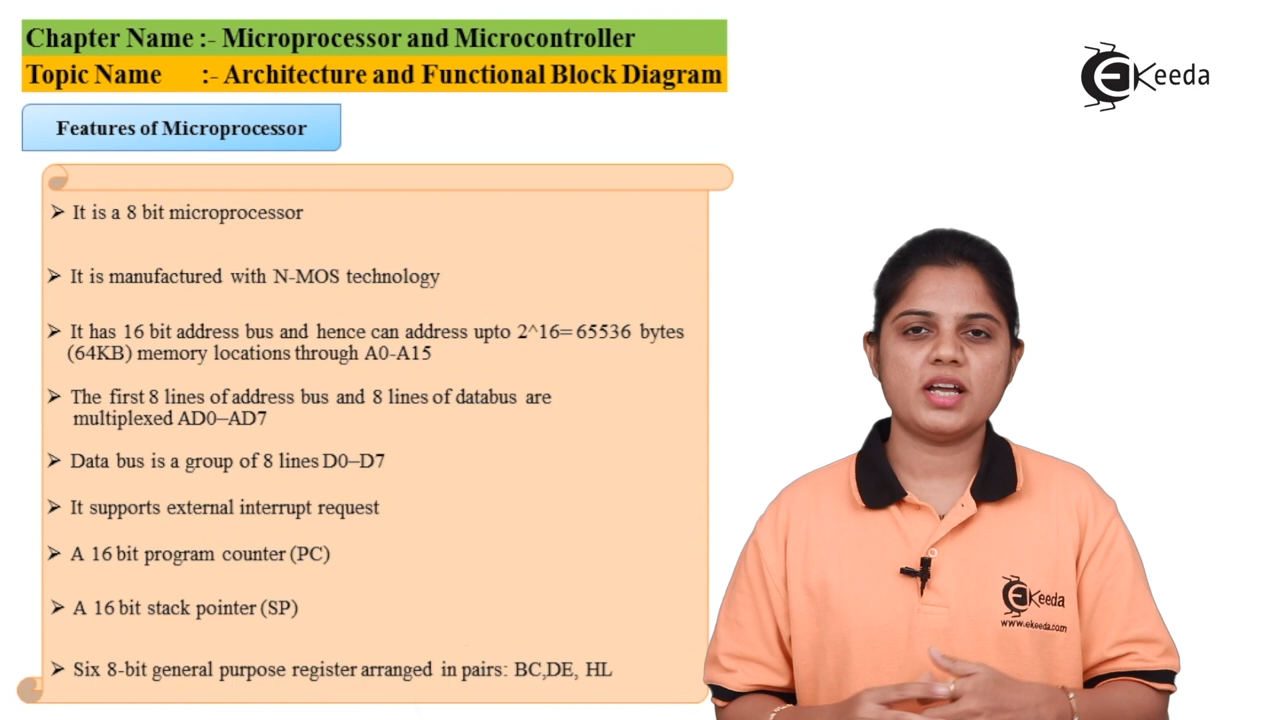 Chapter Name :- Microprocessor and Microcontroller
Topic Name :- Architecture and Functional Block Diagram
EKeeda
Features of Microprocessor
➢ It is a 8 bit microprocessor
➢ It is manufactured with N-MOS technology
➢ It has 16 bit address bus and hence can address upto 2^16= 65536 bytes
(64KB) memory locations through A0-A15
➢ The first 8 lines of address bus and 8 lines of databus are
multiplexed AD0–AD7
➢ Data bus is a group of 8 lines D0–D7
➢ It supports external interrupt request
➢ A 16 bit program counter (PC)
➢ A 16 bit stack pointer (SP)
➢ Six 8-bit general purpose register arranged in pairs: BC,DE, HL
EKeeda
www.ekeeda.com